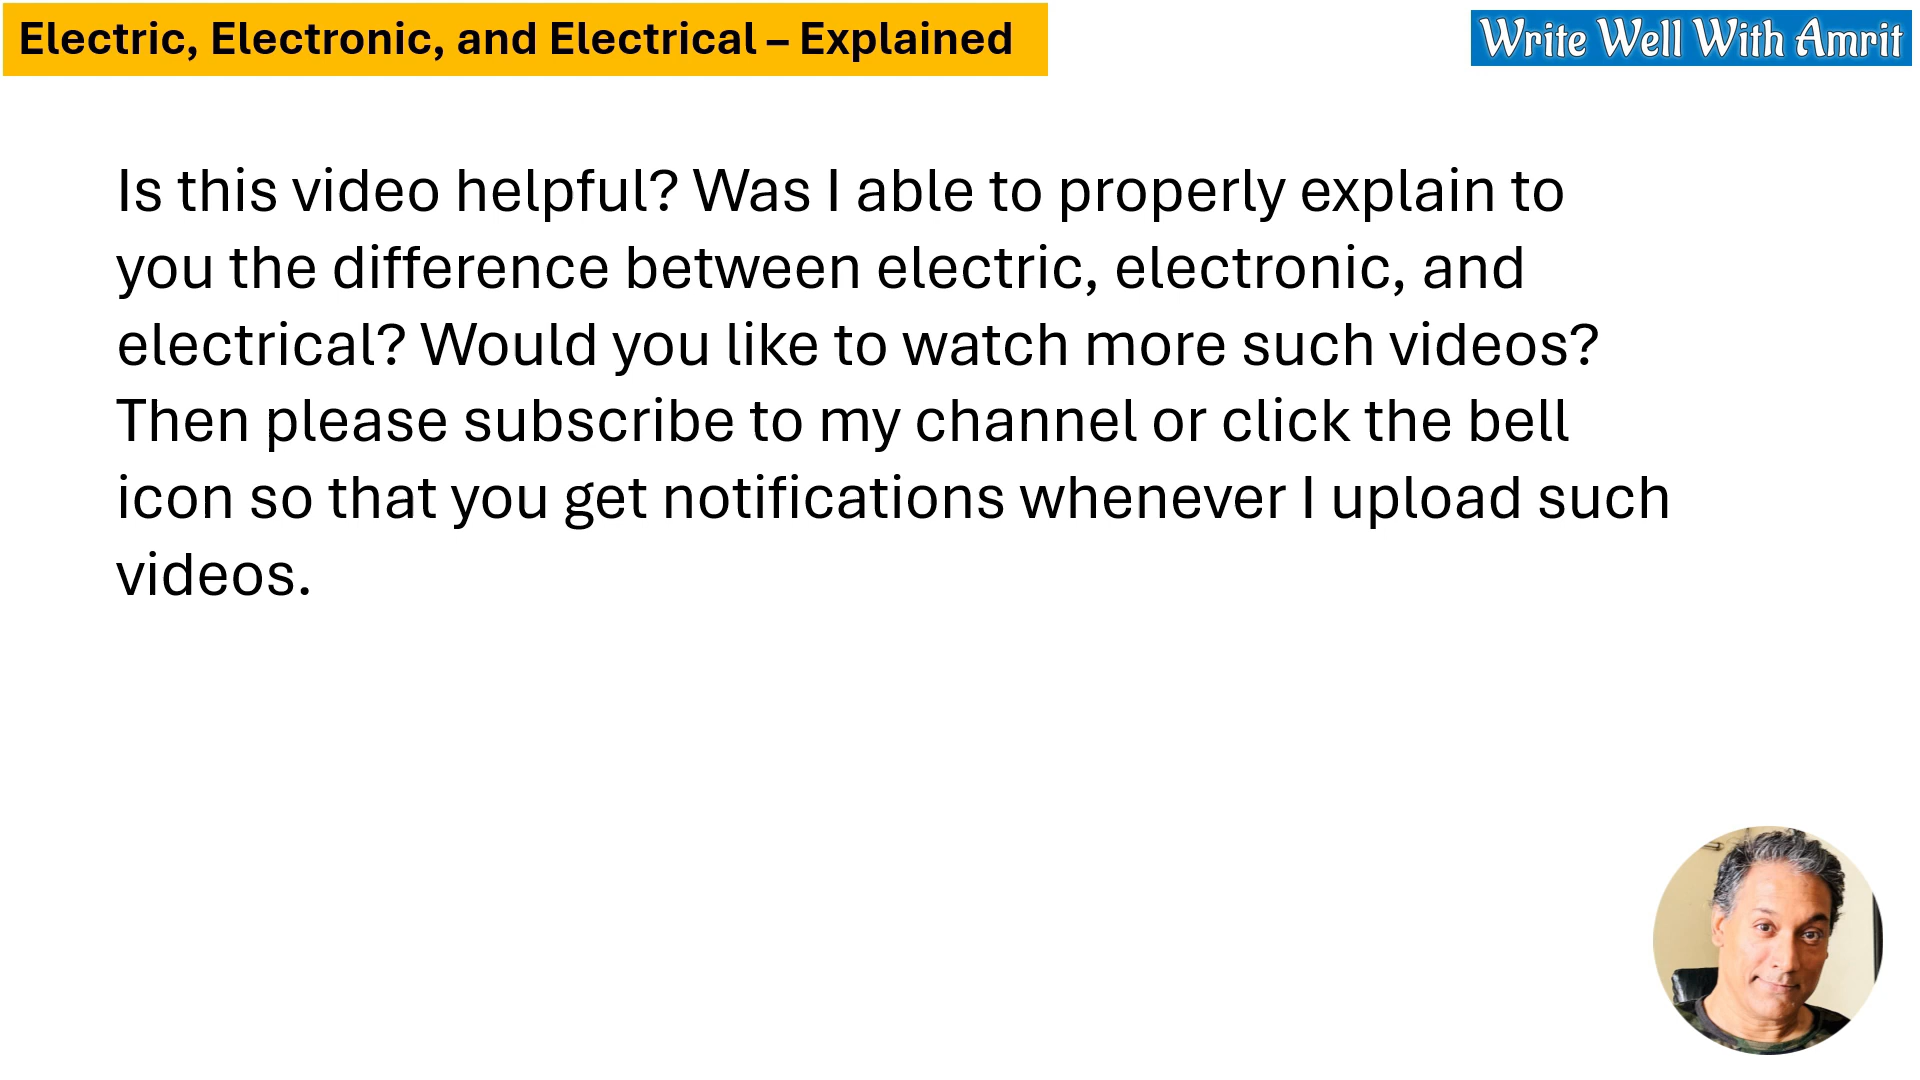 Electric, Electronic, and Electrical – Explained
Write Well With Amrit
Is this video helpful? Was I able to properly explain to
you the difference between electric, electronic, and
electrical? Would you like to watch more such videos?
Then please subscribe to my channel or click the bell
icon so that you get notifications whenever I upload such
videos.